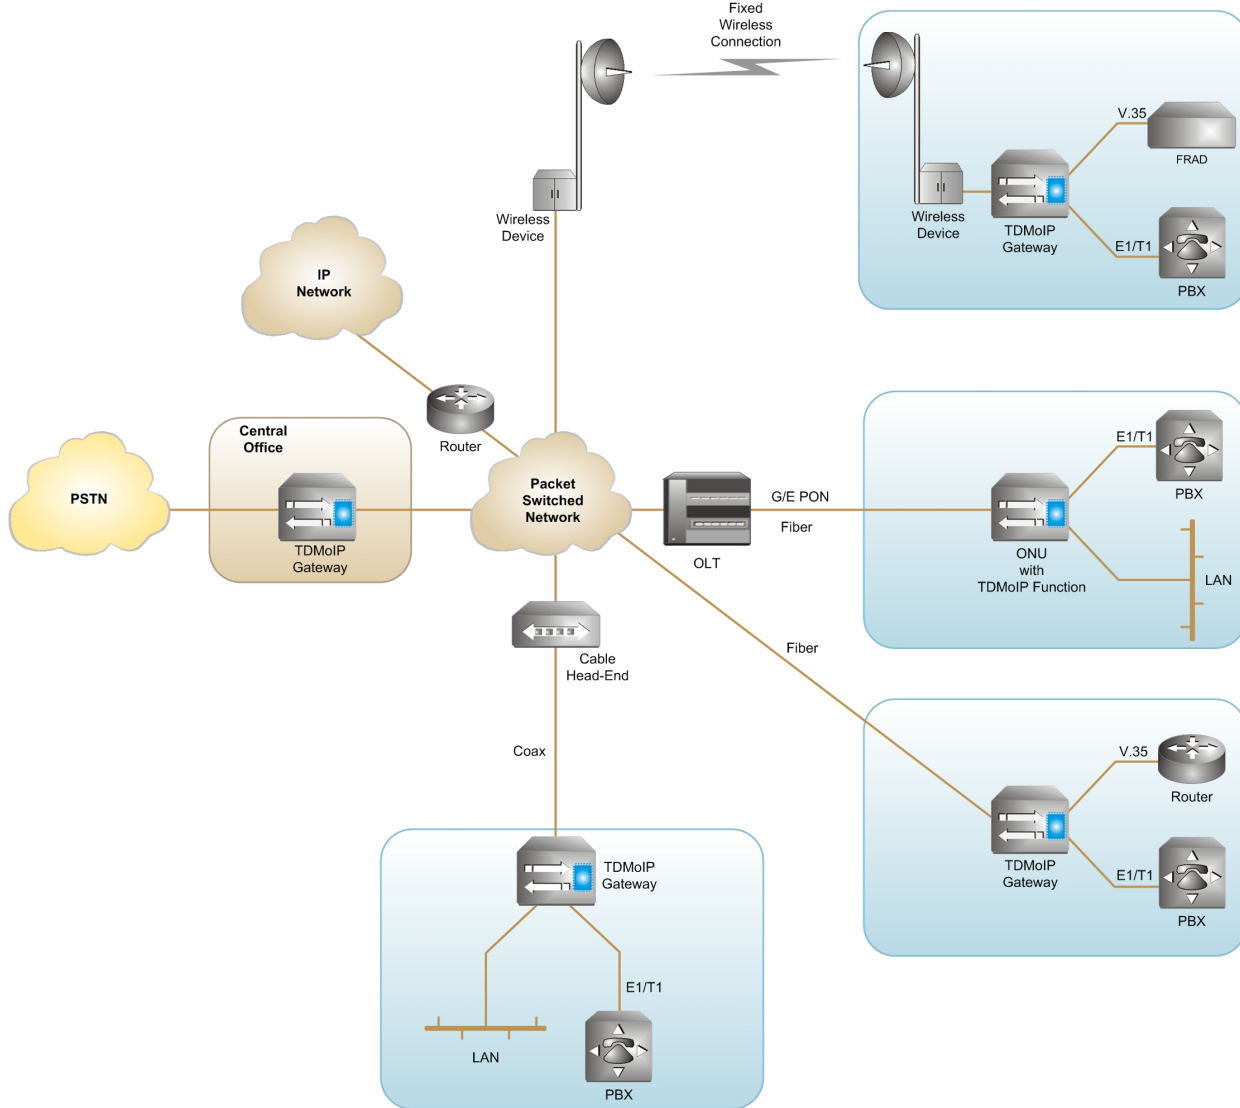 Fixed
Wireless
Connection
Wireless
Device
V.35
FRAD
Wireless
Device
TDMoIP
Gateway
E1/T1
PBX
IP
Network
Router
Central
Office
PSTN
TDMoIP
Gateway
Packet
Switched
Network
OLT
G/E PON
Fiber
E1/T1
PBX
ONU
with
TDMoIP Function
LAN
Cable
Head-End
Fiber
Coax
V.35
Router
TDMoIP
Gateway
E1/T1
PBX
TDMoIP
Gateway
E1/T1
LAN
PBX